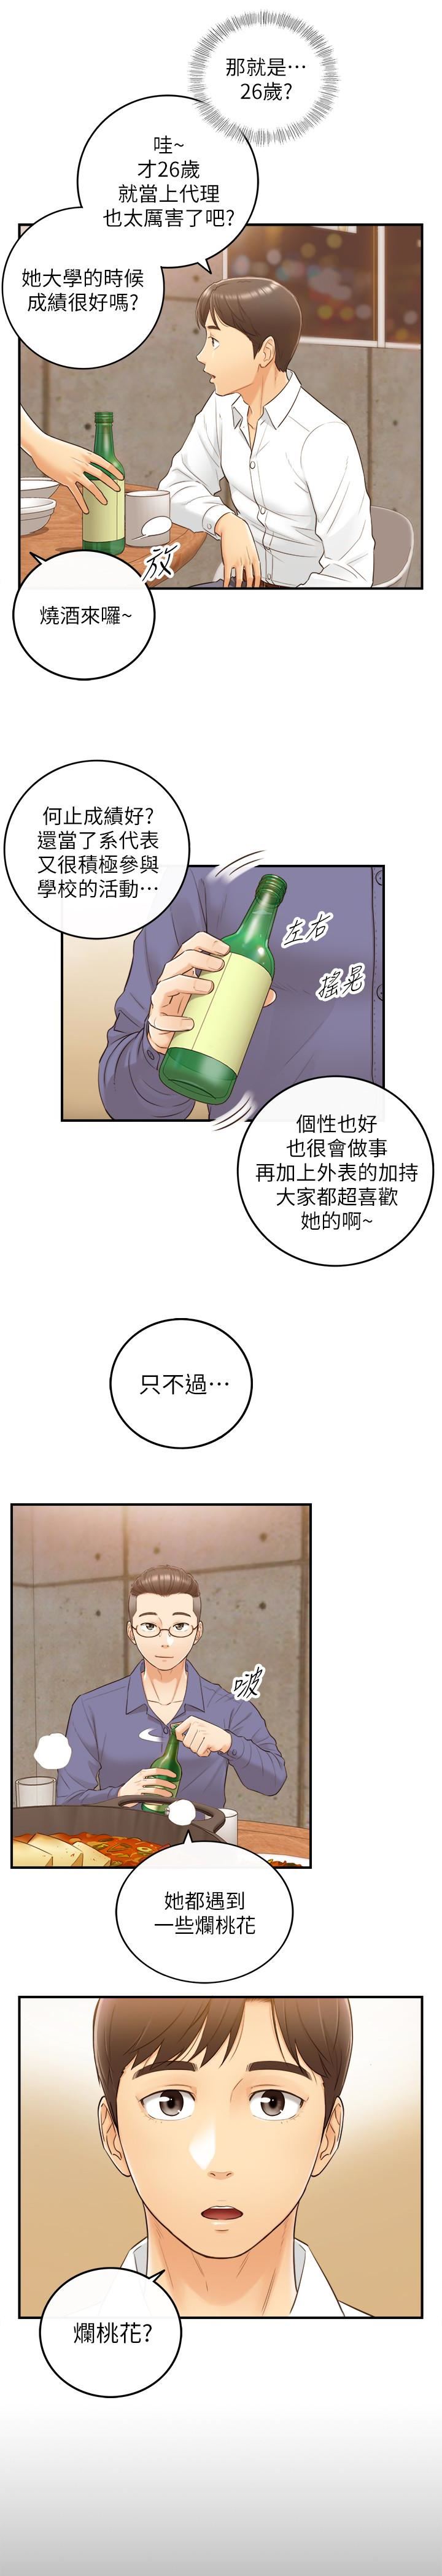 那就是…
26歲?
哇~
才26歲
就當上代理
也太厲害了吧?
她大學的時候
成績很好嗎?
放
燒酒來囉~
何止成績好?
還當了系代表
又很積極參與
學校的活動…
左右
搖晃
個性也好
也很會做事
再加上外表的加持
大家都超喜歡
她的啊~
只不過…
啵
她都遇到
一些爛桃花
爛桃花?